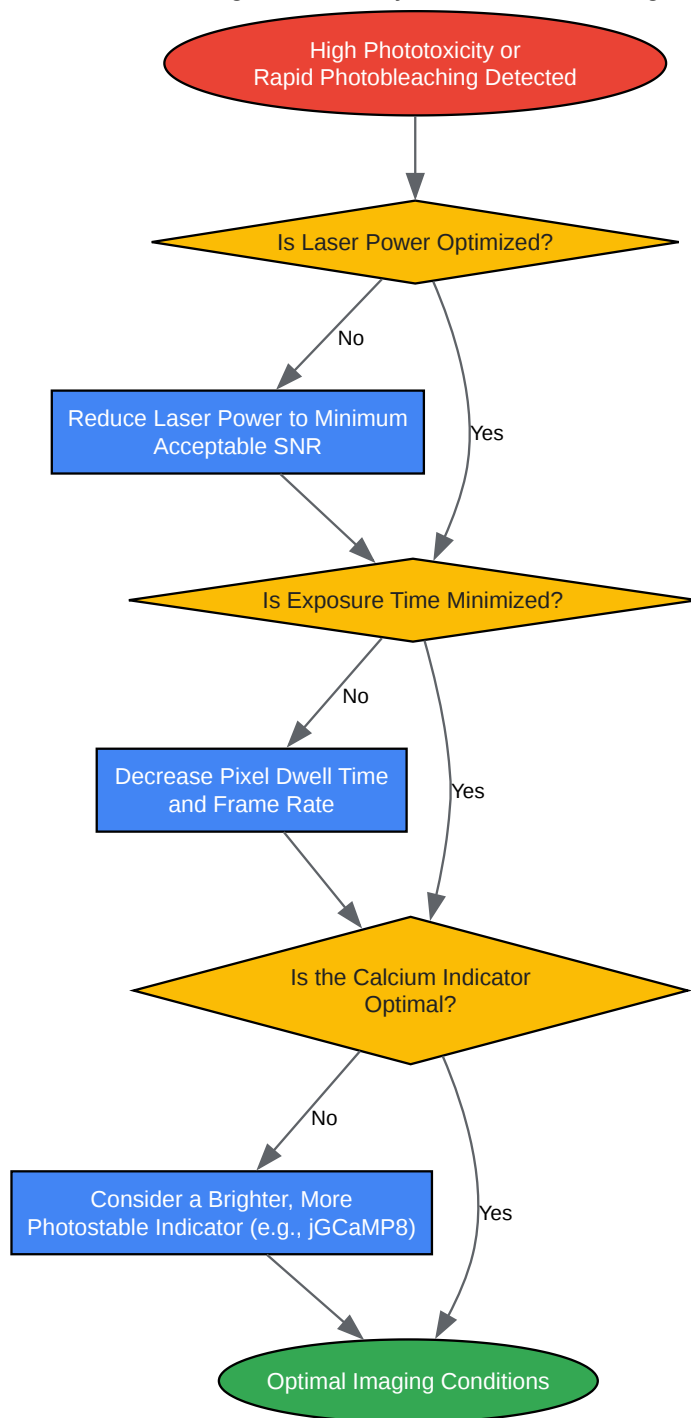 High Phototoxicity or
Rapid Photobleaching Detected
Is Laser Power Optimized?
No
Reduce Laser Power to Minimum
Acceptable SNR
Yes
Is Exposure Time Minimized?
No
Decrease Pixel Dwell Time
and Frame Rate
Yes
Is the Calcium Indicator
Optimal?
No
Consider a Brighter, More
Photostable Indicator (e.g., jGCaMP8)
Yes
Optimal Imaging Conditions